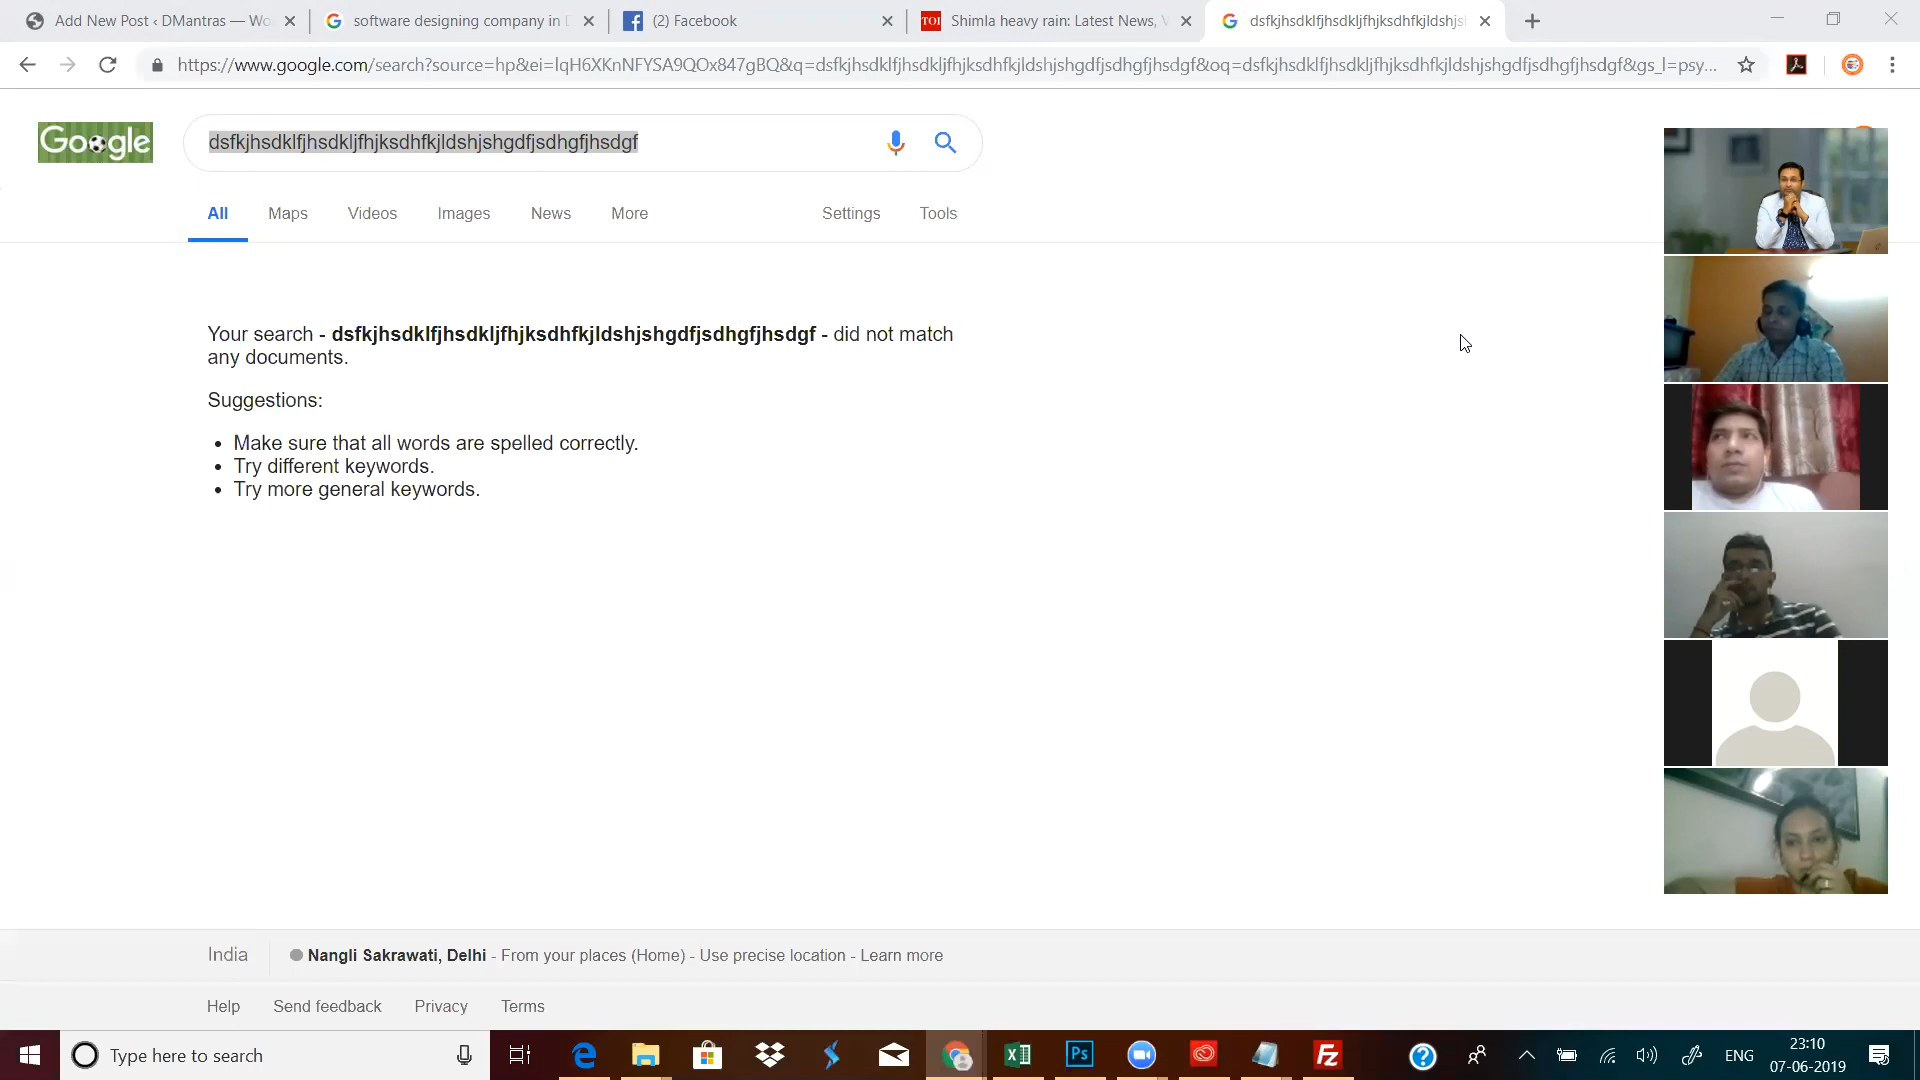 Add New Post ‹ DMantras — Wo
software designing company in D
(2) Facebook
TOI Shimla heavy rain: Latest News, V
dsfkjhsdklfjhsdkljfhjksdhfkjldshjs
https://www.google.com/search?source=hp&ei=lqH6XKnNFYSA9QOx847gBQ&q=dsfkjhsdklfjhsdkljfhjksdhfkjldshjshgdfjsdhgfjhsdgf&oq=dsfkjhsdklfjhsdkljfhjksdhfkjldshjshgdfjsdhgfjhsdgf&gs_l=psy...
Google
dsfkjhsdklfjhsdkljfhjksdhfkjldshjshgdfjsdhgfjhsdgf
All Maps Videos Images News More Settings Tools
Your search - dsfkjhsdklfjhsdkljfhjksdhfkjldshjshgdfjsdhgfjhsdgf - did not match
any documents.
Suggestions:
• Make sure that all words are spelled correctly.
• Try different keywords.
• Try more general keywords.
India Nangli Sakrawati, Delhi - From your places (Home) - Use precise location - Learn more
Help Send feedback Privacy Terms
Type here to search
Ps
Fz
ENG
23:10
07-06-2019